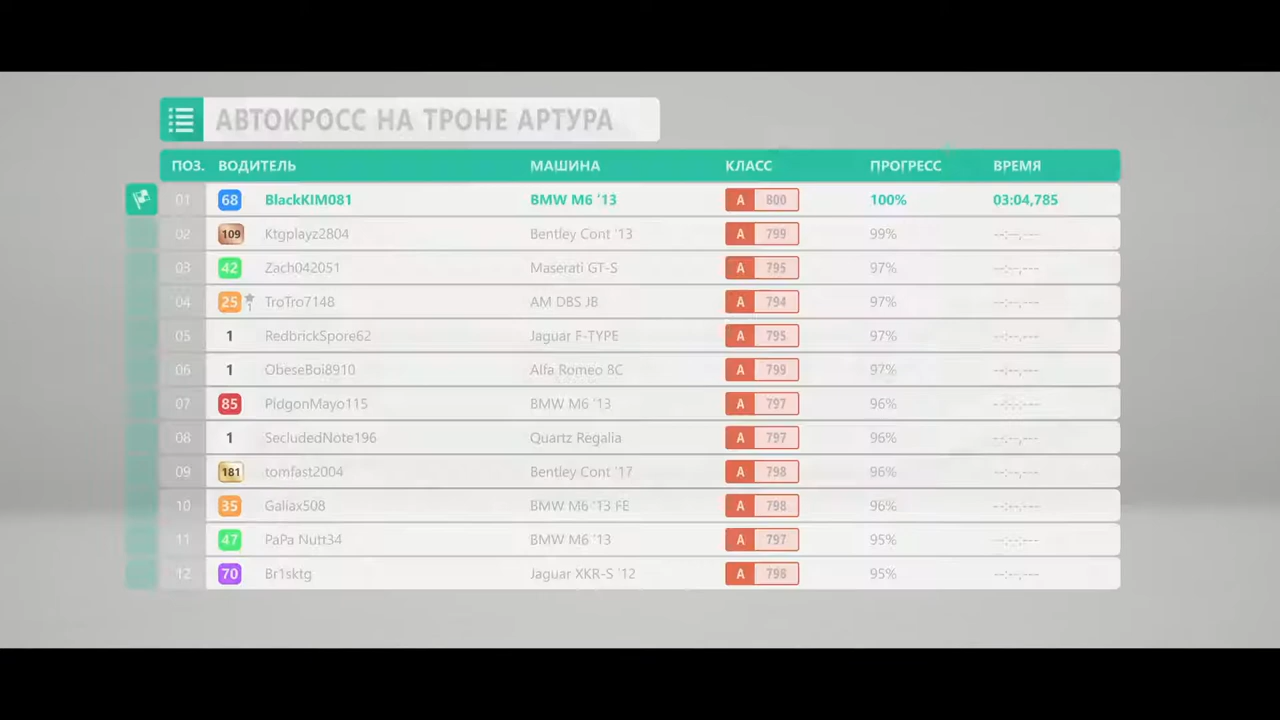 АВТОКРОСС НА ТРОНЕ АРТУРА
ПОЗ. ВОДИТЕЛЬ МАШИНА КЛАСС ПРОГРЕСС ВРЕМЯ
01 68 BlackKIM081 BMW M6 '13 A 800 100% 03:04,785
02 109 Ktgplayz2804 Bentley Cont '13 A 799 99% --:--,---
03 42 Zach042051 Maserati GT-S A 795 97% --:--,---
04 25 1 TroTro7148 AM DBS JB A 794 97% --:--,---
05 1 RedbrickSpore62 Jaguar F-TYPE A 795 97% --:--,---
06 1 ObeseBoi8910 Alfa Romeo 8C A 799 97% --:--,---
07 85 PidgonMayo115 BMW M6 '13 A 797 96% --:--,---
08 1 SecludedNote196 Quartz Regalia A 797 96% --:--,---
09 181 tomfast2004 Bentley Cont '17 A 798 96% --:--,---
10 35 Galiax508 BMW M6 '13 FE A 798 96% --:--,---
11 47 PaPa Nutt34 BMW M6 '13 A 797 95% --:--,---
12 70 Br1sktg Jaguar XKR-S '12 A 798 95% --:--,---